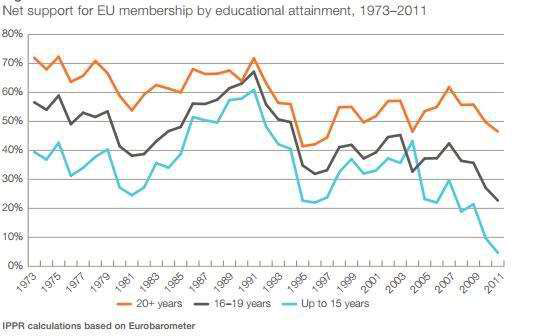 Net support for EU membership by educational attainment, 1973–2011
80%
70%
60%
50%
40%
30%
20%
10%
0%
1973 1975 1977 1979 1981 1983 1985 1987 1989 1991 1993 1995 1997 1999 2001 2003 2005 2007 2009 2011
20+ years 16–19 years Up to 15 years
IPPR calculations based on Eurobarometer